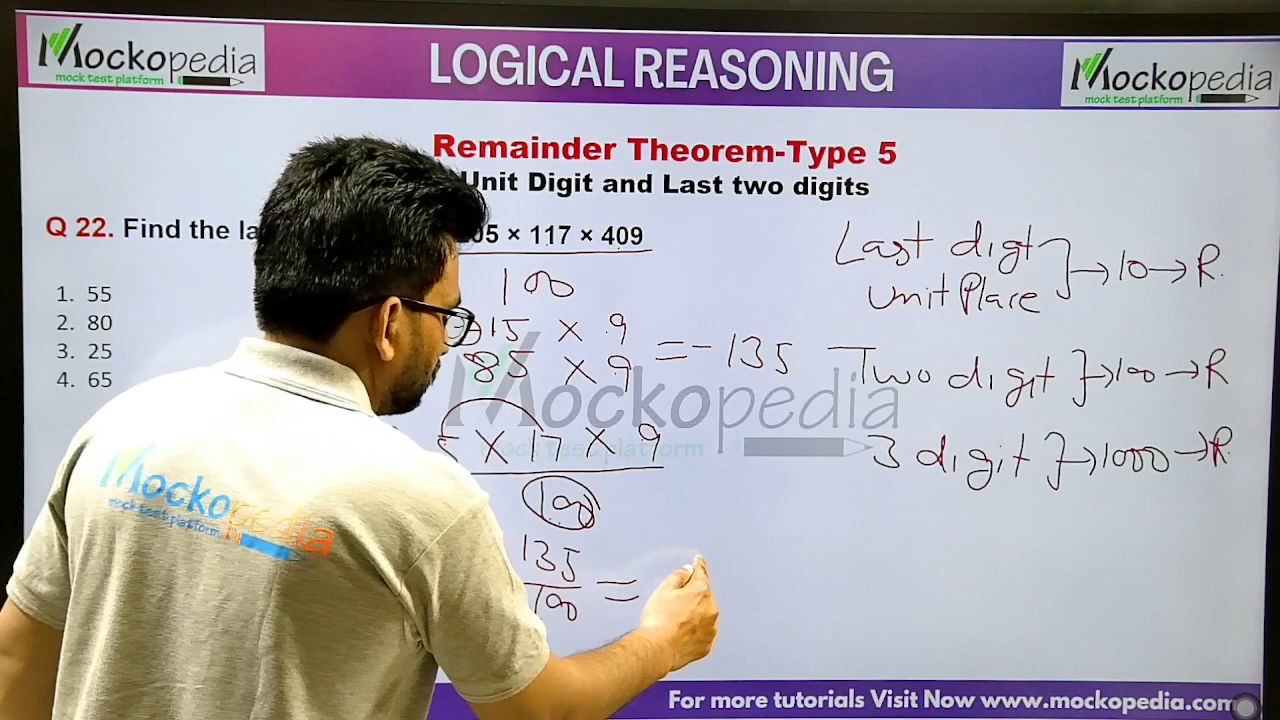 Mockopedia
mock test platform
LOGICAL REASONING
Mockopedia
mock test platform
Remainder Theorem-Type 5
Unit Digit and Last two digits
Q 22. Find the la 05 × 117 × 409
100
1. 55
2. 80
3. 25
4. 65
15 × 9
85 × 9 = -135
× 17 × 9
100
135
100 =
Last digit
Unit Place } → 10 → R.
Two digit } → 100 → R
3 digit } → 1000 → R
Mockopedia
mock test platform
Mockopedia
mock test platform
For more tutorials Visit Now www.mockopedia.com